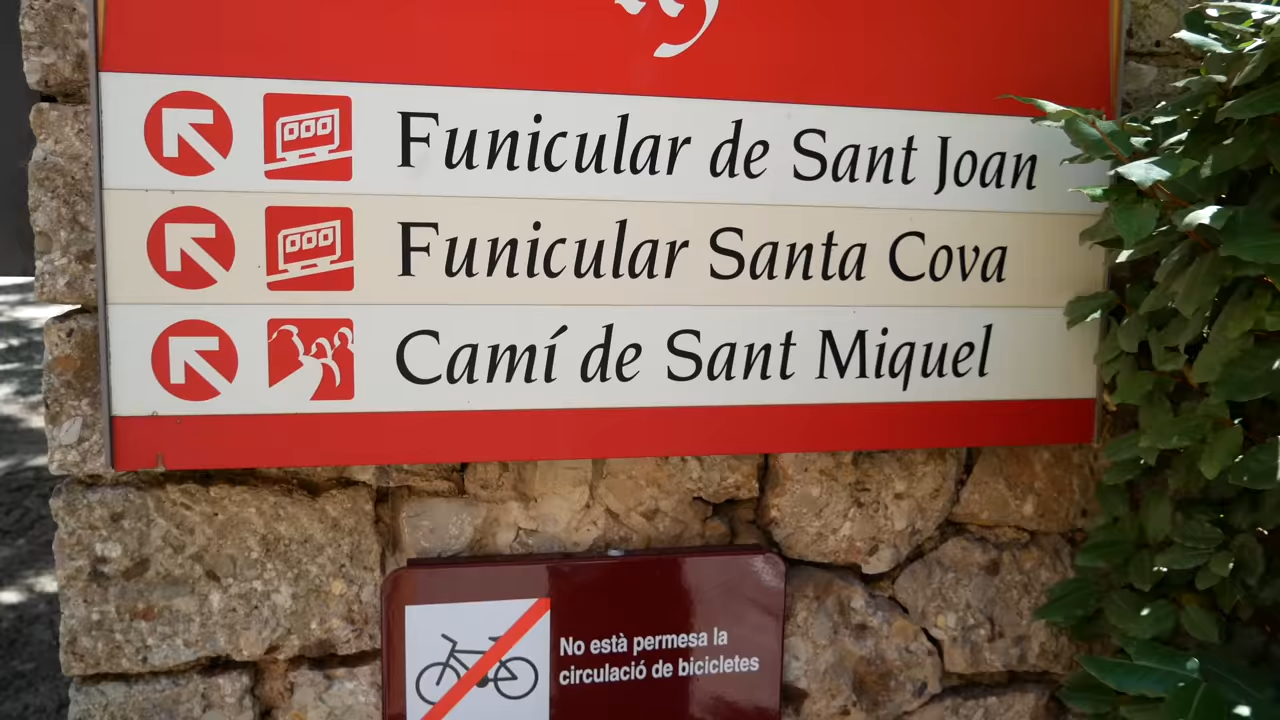 Funicular de Sant Joan
Funicular Santa Cova
Camí de Sant Miquel
No està permesa la
circulació de bicicletes